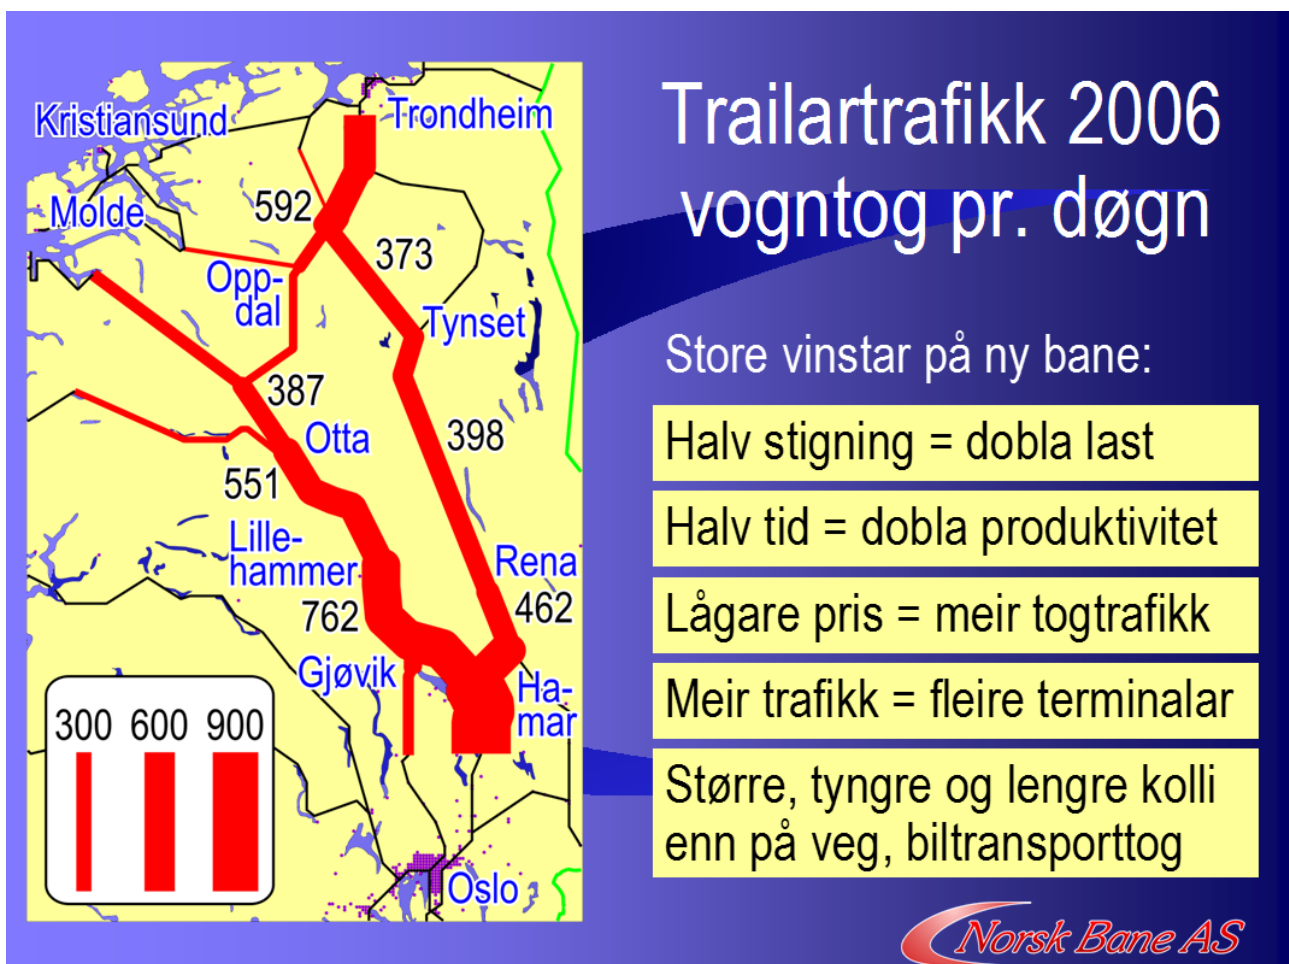 Trailartrafikk 2006
vogntog pr. døgn
Kristiansund
Trondheim
Molde
592
373
Opp-
dal
Tynset
387
Otta
398
551
Lille-
hammer
Rena
762
462
Gjøvik
Ha-
mar
300 600 900
Oslo
Store vinstar på ny bane:
Halv stigning = dobla last
Halv tid = dobla produktivitet
Lågare pris = meir togtrafikk
Meir trafikk = fleire terminalar
Større, tyngre og lengre kolli
enn på veg, biltransporttog
Norsk Bane AS